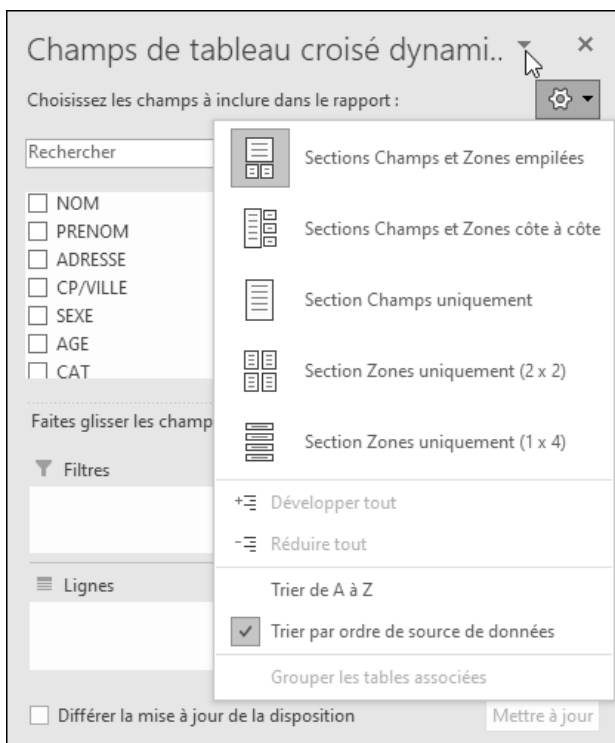 Champs de tableau croisé dynami..
Choisissez les champs à inclure dans le rapport :
Rechercher
NOM
PRENOM
ADRESSE
CP/VILLE
SEXE
AGE
CAT
Sections Champs et Zones empilées
Sections Champs et Zones côte à côte
Section Champs uniquement
Section Zones uniquement (2 x 2)
Section Zones uniquement (1 x 4)
Développer tout
Réduire tout
Trier de A à Z
Trier par ordre de source de données
Grouper les tables associées
Faites glisser les champ
Filtres
Lignes
Différer la mise à jour de la disposition
Mettre à jour